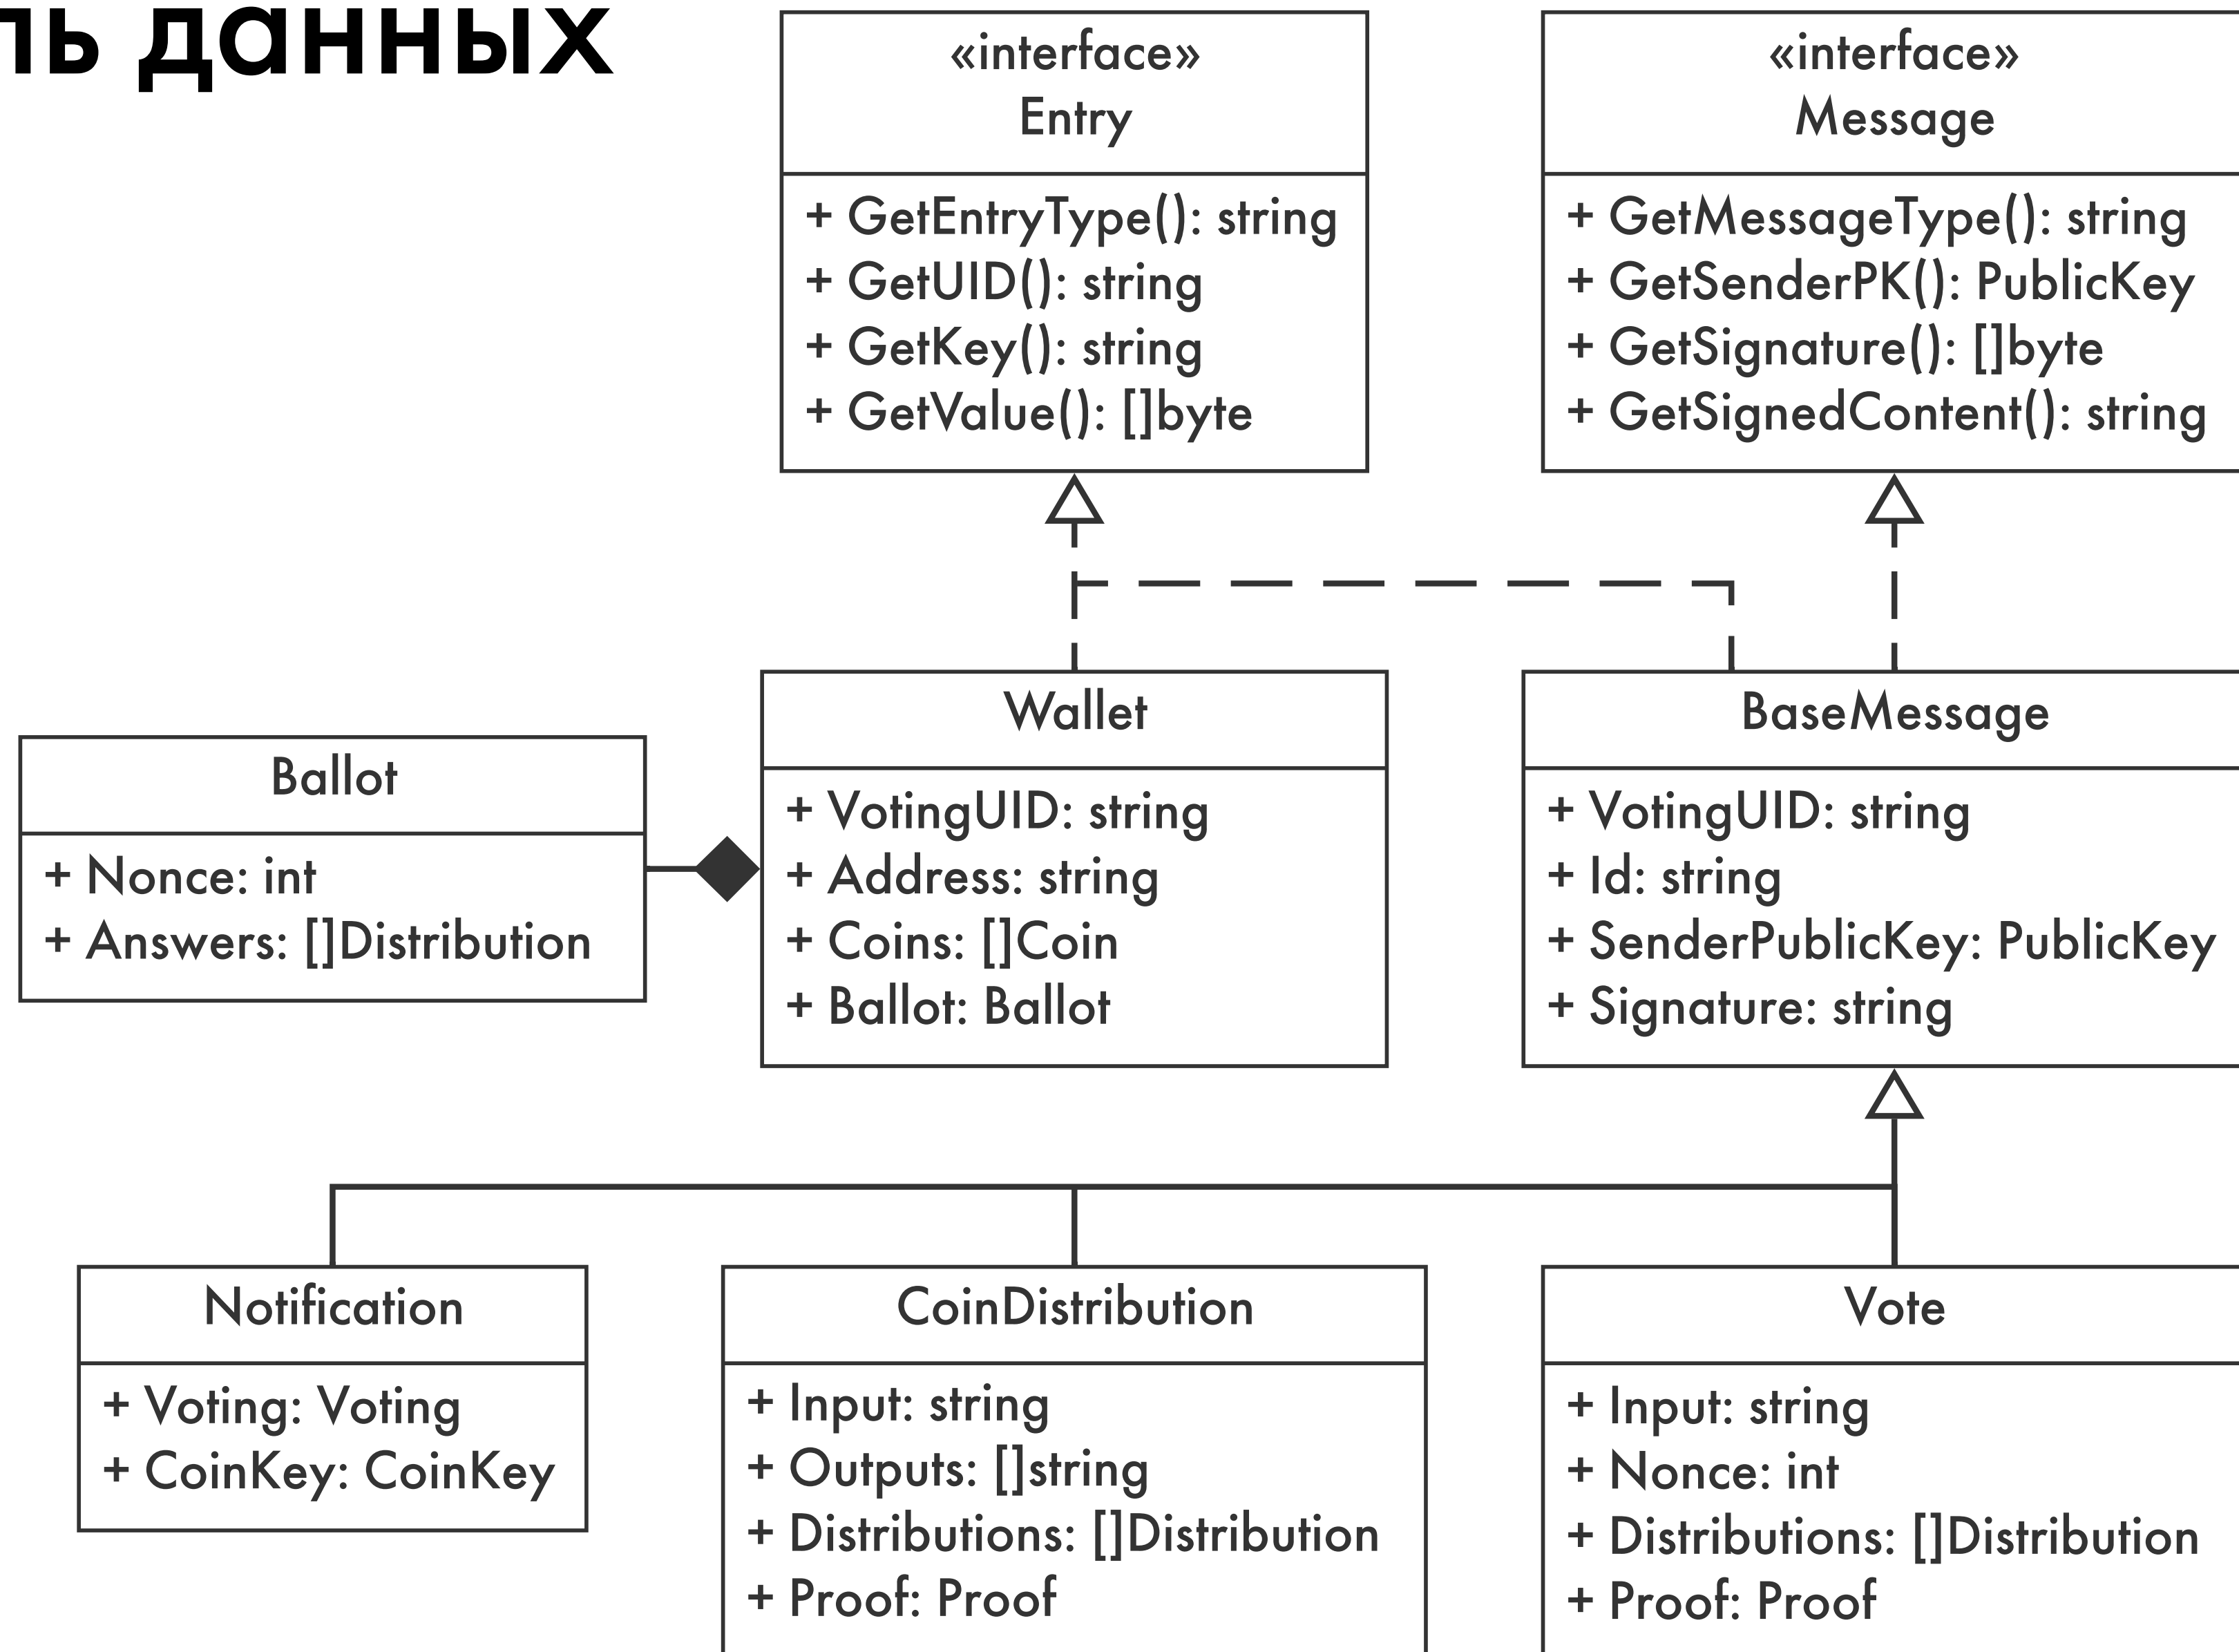 ль данных
«interface»
Entry
+ GetEntryType(): string
+ GetUID(): string
+ GetKey(): string
+ GetValue(): []byte
«interface»
Message
+ GetMessageType(): string
+ GetSenderPK(): PublicKey
+ GetSignature(): []byte
+ GetSignedContent(): string
Ballot
+ Nonce: int
+ Answers: []Distribution
Wallet
+ VotingUID: string
+ Address: string
+ Coins: []Coin
+ Ballot: Ballot
BaseMessage
+ VotingUID: string
+ Id: string
+ SenderPublicKey: PublicKey
+ Signature: string
Notification
+ Voting: Voting
+ CoinKey: CoinKey
CoinDistribution
+ Input: string
+ Outputs: []string
+ Distributions: []Distribution
+ Proof: Proof
Vote
+ Input: string
+ Nonce: int
+ Distributions: []Distribution
+ Proof: Proof